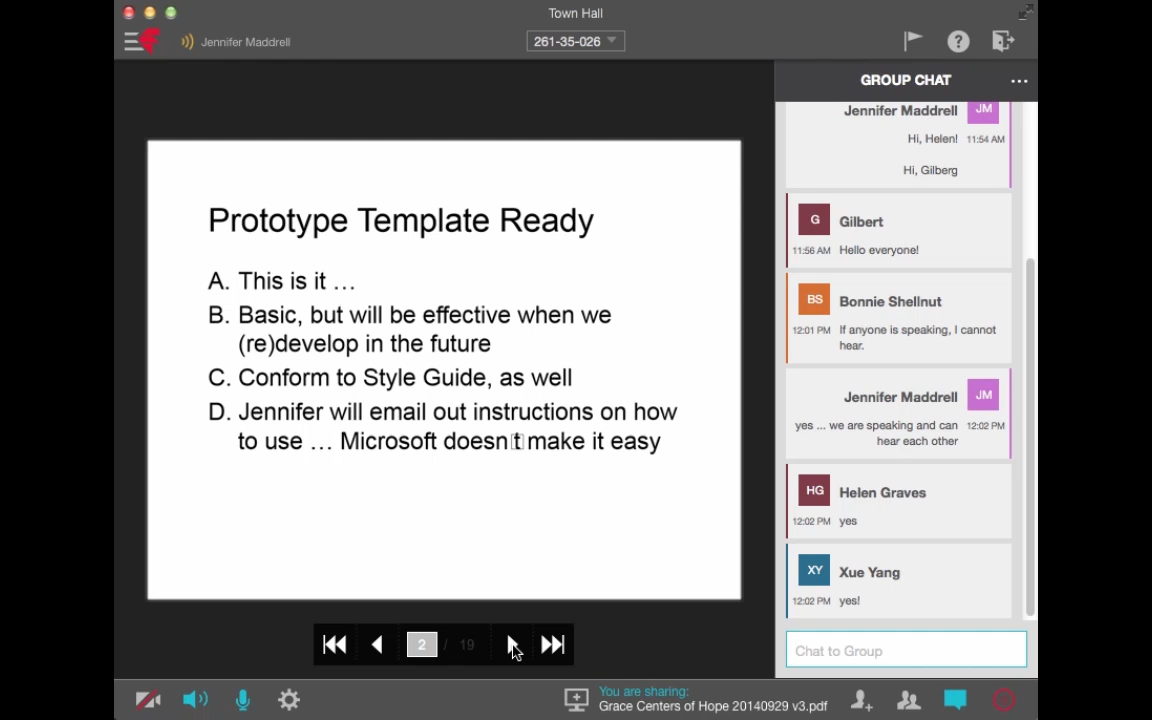 Town Hall
Jennifer Maddrell
261-35-026
GROUP CHAT
Jennifer Maddrell
JM
Hi, Helen!
11:54 AM
Hi, Gilberg
G
Gilbert
11:56 AM
Hello everyone!
BS
Bonnie Shellnut
12:01 PM
If anyone is speaking, I cannot
hear.
Jennifer Maddrell
JM
yes ... we are speaking and can
12:02 PM
hear each other
HG
Helen Graves
12:02 PM
yes
XY
Xue Yang
12:02 PM
yes!
Chat to Group
Prototype Template Ready
A. This is it …
B. Basic, but will be effective when we
(re)develop in the future
C. Conform to Style Guide, as well
D. Jennifer will email out instructions on how
to use … Microsoft doesn t make it easy
2 / 19
You are sharing:
Grace Centers of Hope 20140929 v3.pdf